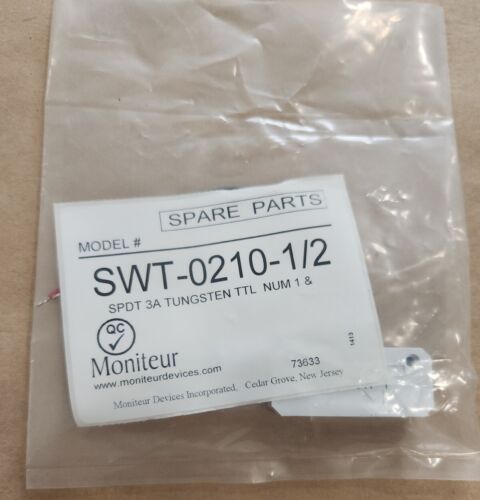 SPARE PARTS
MODEL #
SWT-0210-1/2
SPDT 3A TUNGSTEN TTL NUM 1 &
QC
Moniteur
www.moniteurdevices.com
73633
1413
Moniteur Devices Incorporated. Cedar Grove, New Jersey